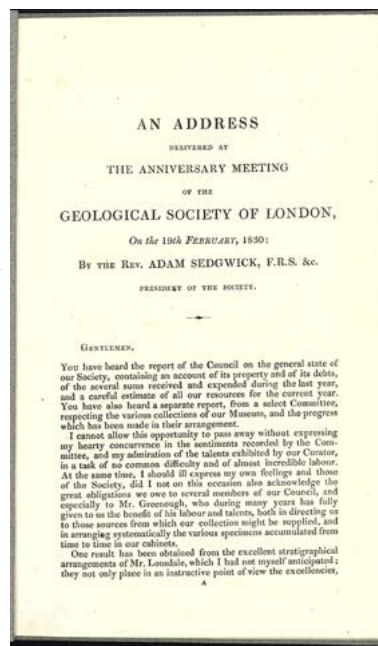 AN ADDRESS
DELIVERED AT
THE ANNIVERSARY MEETING
OF THE
GEOLOGICAL SOCIETY OF LONDON,
On the 19th FEBRUARY, 1830;
BY THE REV. ADAM SEDGWICK, F.R.S. &c.
PRESIDENT OF THE SOCIETY.
GENTLEMEN,
YOU have heard the report of the Council on the general state of
our Society, containing an account of its property and of its debts,
of the several sums received and expended during the last year,
and a careful estimate of all our resources for the current year.
You have also heard a separate report, from a select Committee,
respecting the various collections of our Museum, and the progress
which has been made in their arrangement.
I cannot allow this opportunity to pass away without expressing
my hearty concurrence in the sentiments recorded by the Com-
mittee, and my admiration of the talents exhibited by our Curator,
in a task of no common difficulty and of almost incredible labour.
At the same time, I should ill express my own feelings and those
of the Society, did I not on this occasion also acknowledge the
great obligations we owe to several members of our Council, and
especially to Mr. Greenough, who during many years has fully
given to us the benefit of his labour and talents, both in directing us
to those sources from which our collection might be supplied, and
in arranging systematically the various specimens accumulated from
time to time in our cabinets.
One result has been obtained from the excellent stratigraphical
arrangements of Mr. Lonsdale, which I had not myself anticipated;
they not only place in an instructive point of view the excellencies,
A